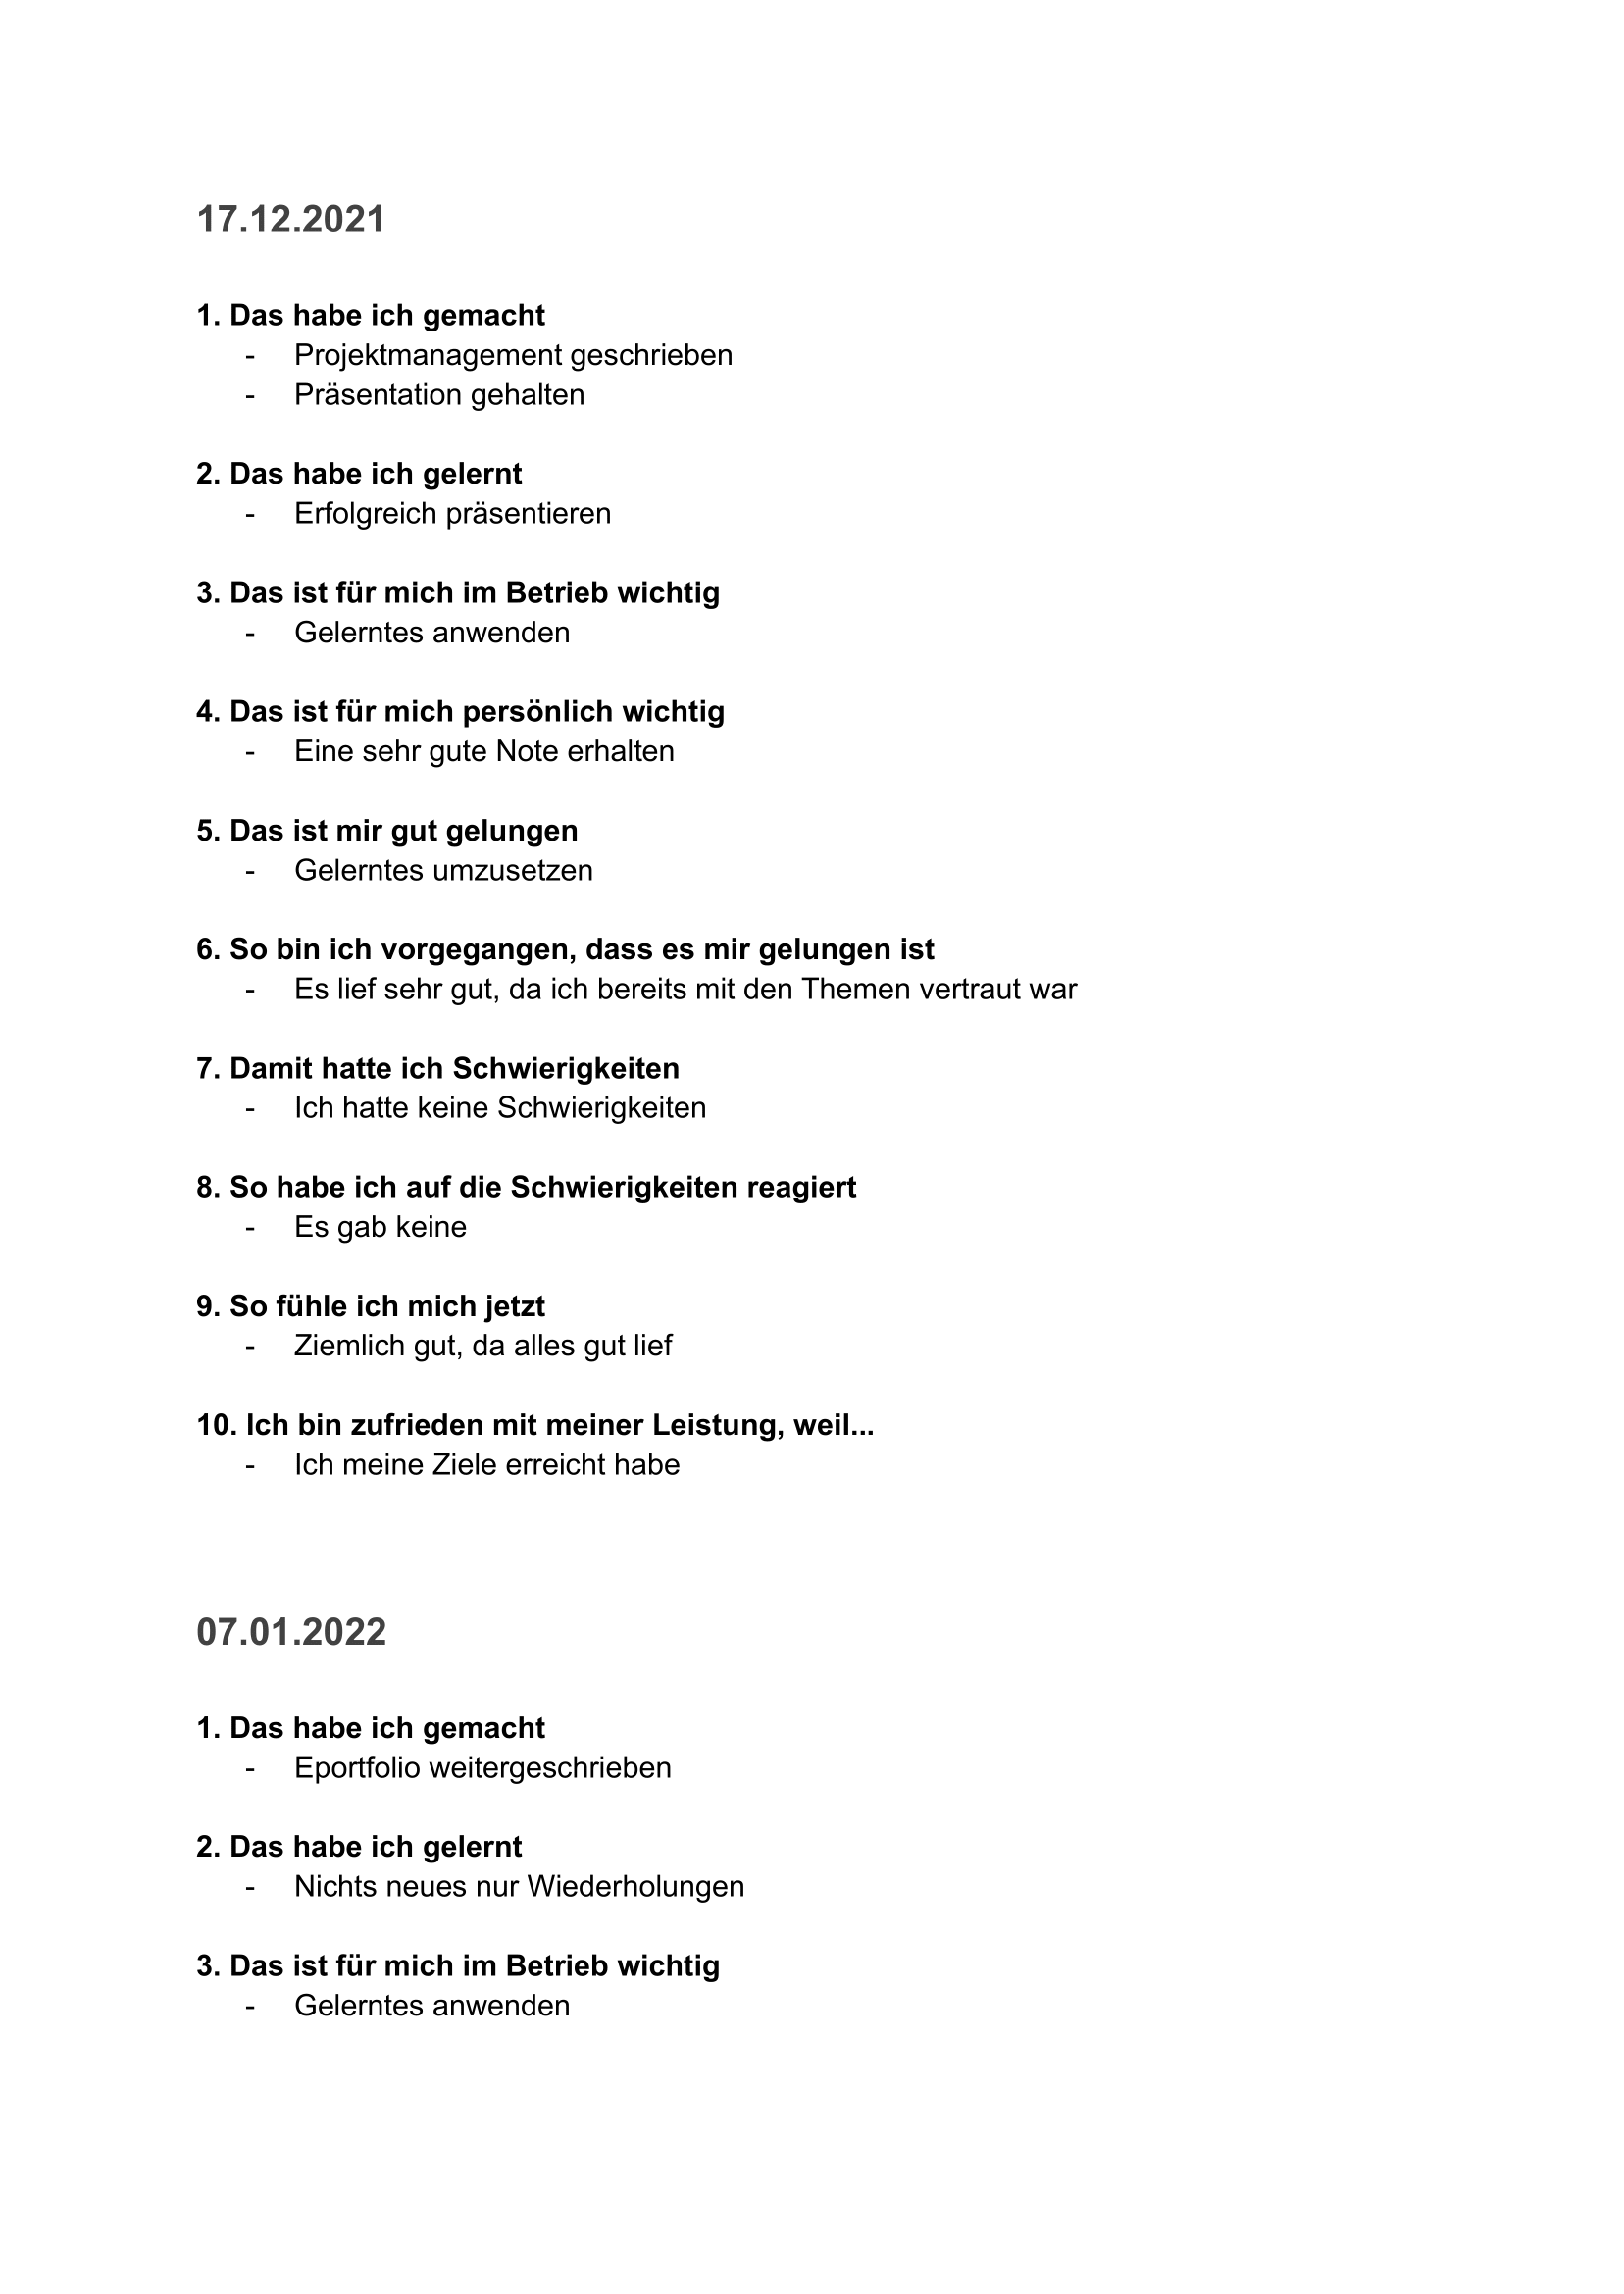 17.12.2021
1. Das habe ich gemacht
- Projektmanagement geschrieben
- Präsentation gehalten
2. Das habe ich gelernt
- Erfolgreich präsentieren
3. Das ist für mich im Betrieb wichtig
- Gelerntes anwenden
4. Das ist für mich persönlich wichtig
- Eine sehr gute Note erhalten
5. Das ist mir gut gelungen
- Gelerntes umzusetzen
6. So bin ich vorgegangen, dass es mir gelungen ist
- Es lief sehr gut, da ich bereits mit den Themen vertraut war
7. Damit hatte ich Schwierigkeiten
- Ich hatte keine Schwierigkeiten
8. So habe ich auf die Schwierigkeiten reagiert
- Es gab keine
9. So fühle ich mich jetzt
- Ziemlich gut, da alles gut lief
10. Ich bin zufrieden mit meiner Leistung, weil...
- Ich meine Ziele erreicht habe
07.01.2022
1. Das habe ich gemacht
- Eportfolio weitergeschrieben
2. Das habe ich gelernt
- Nichts neues nur Wiederholungen
3. Das ist für mich im Betrieb wichtig
- Gelerntes anwenden